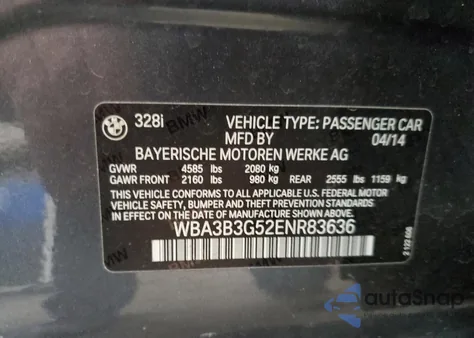 328i VEHICLE TYPE: PASSENGER CAR
MFD BY 04/14
BAYERISCHE MOTOREN WERKE AG
GVWR 4585 lbs 2080 kg
GAWR FRONT 2160 lbs 980 kg REAR 2555 lbs 1159 kg
THIS VEHICLE CONFORMS TO ALL APPLICABLE U.S. FEDERAL
MOTOR VEHICLE SAFETY, BUMPER AND THEFT PREVENTION
STANDARDS IN EFFECT ON THE DATE OF MANUFACTURE SHOWN ABOVE.
WBA3B3G52ENR83636
BMW
autoSnap